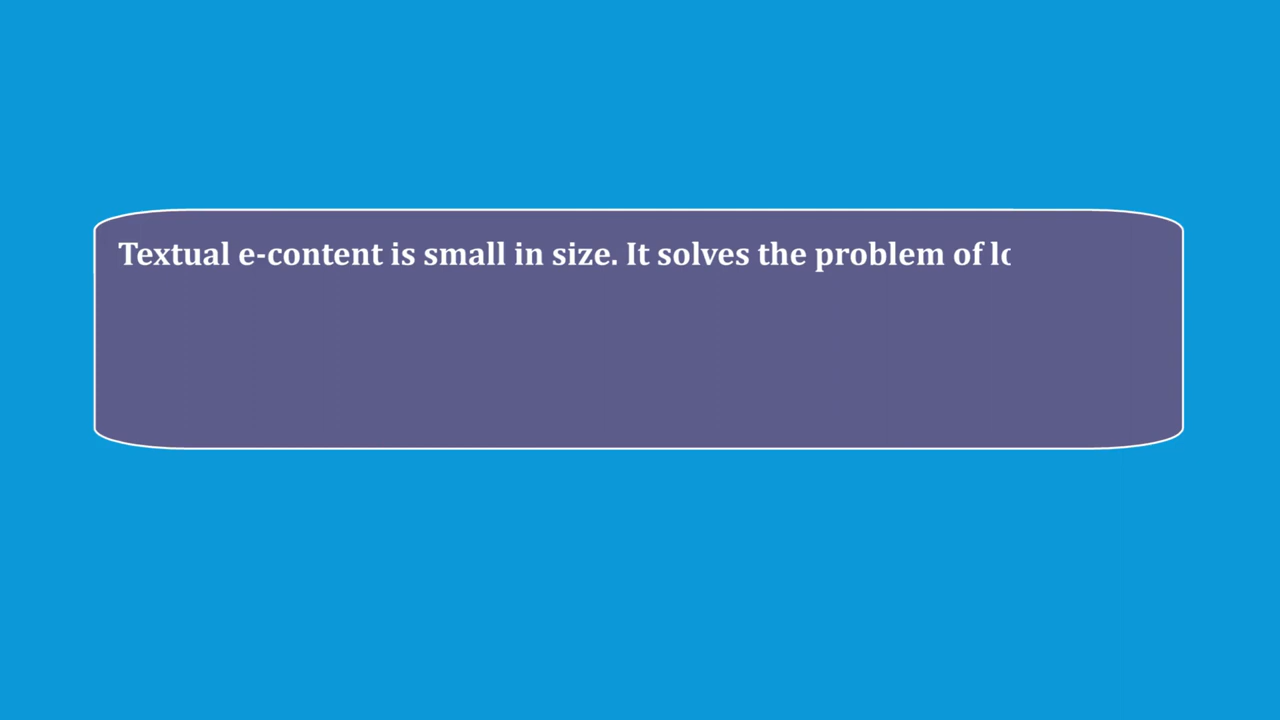 Textual e-content is small in size. It solves the problem of